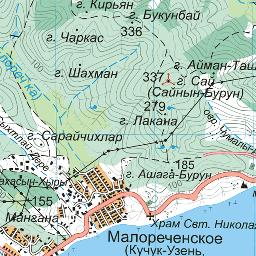 г. Кирьян
г. Букунбай
г. Чаркас
336
г. Айман-Таш
г. Шахман
337
г. Сай
(Сайнын-Бурун)
279
г. Лакана
г. Сарайчихлар
185
г. Ашага-Бурун
155
Мангана
Храм Свт. Никола
Малореченское
(Кучук-Узень,